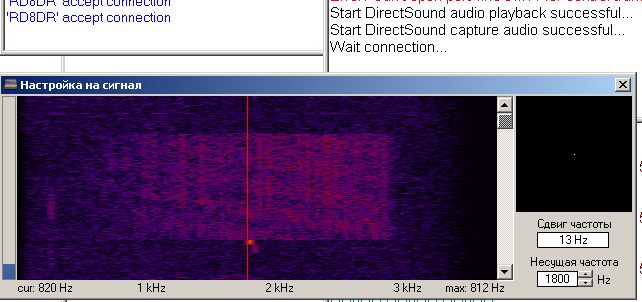 'RD8DR' accept connection
'RD8DR' accept connection
Start DirectSound audio playback successful...
Start DirectSound capture audio successful...
Wait connection...
Настройка на сигнал
Сдвиг частоты
13 Hz
Несущая частота
1800 Hz
cur: 820 Hz 1 kHz 2 kHz 3 kHz max: 812 Hz